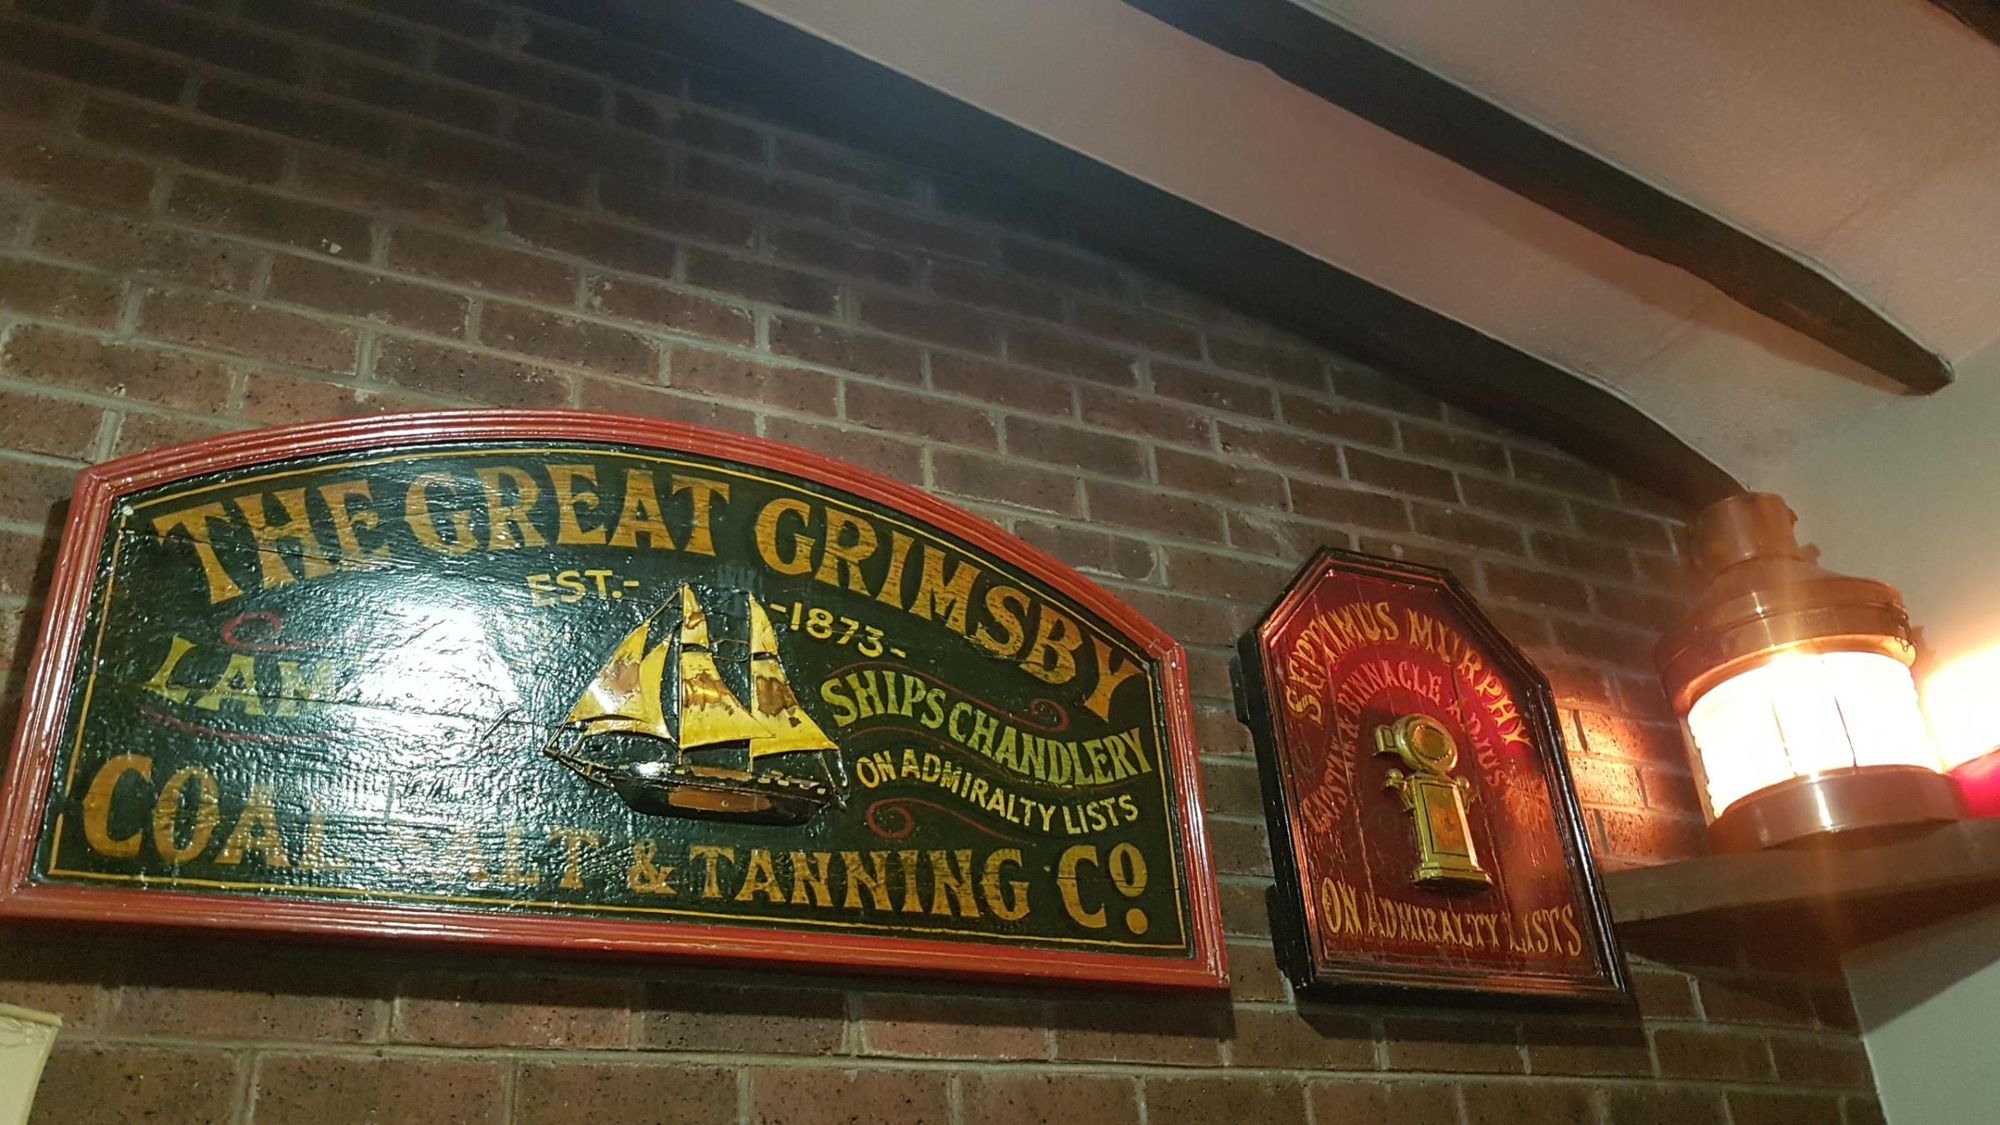 THE GREAT GRIMSBY
EST.- -1873-
SHIPS CHANDLERY
ON ADMIRALTY LISTS
COAL SALT & TANNING Co.
SEPTIMUS MURPHY
& BINNACLE
ON ADMIRALTY LISTS